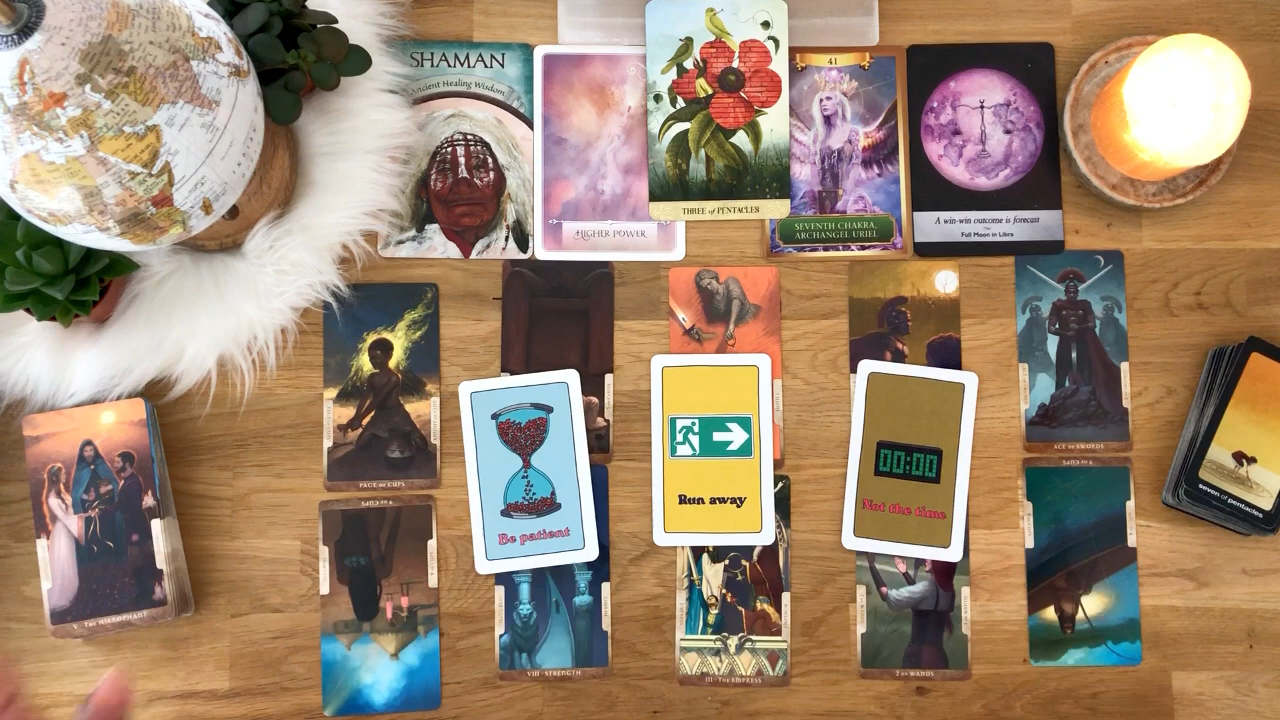 SHAMAN
Ancient Healing Wisdom
HIGHER POWER
THREE of PENTACLES
41
SEVENTH CHAKRA,
ARCHANGEL URIEL
A win-win outcome is forecast
Full Moon in Libra
PAGE OF CUPS
ACE OF SWORDS
Be patient
Run away
00:00
Not the time
V · THE HIEROPHANT
seven of pentacles
VIII · STRENGTH
III · THE EMPRESS
2 OF WANDS